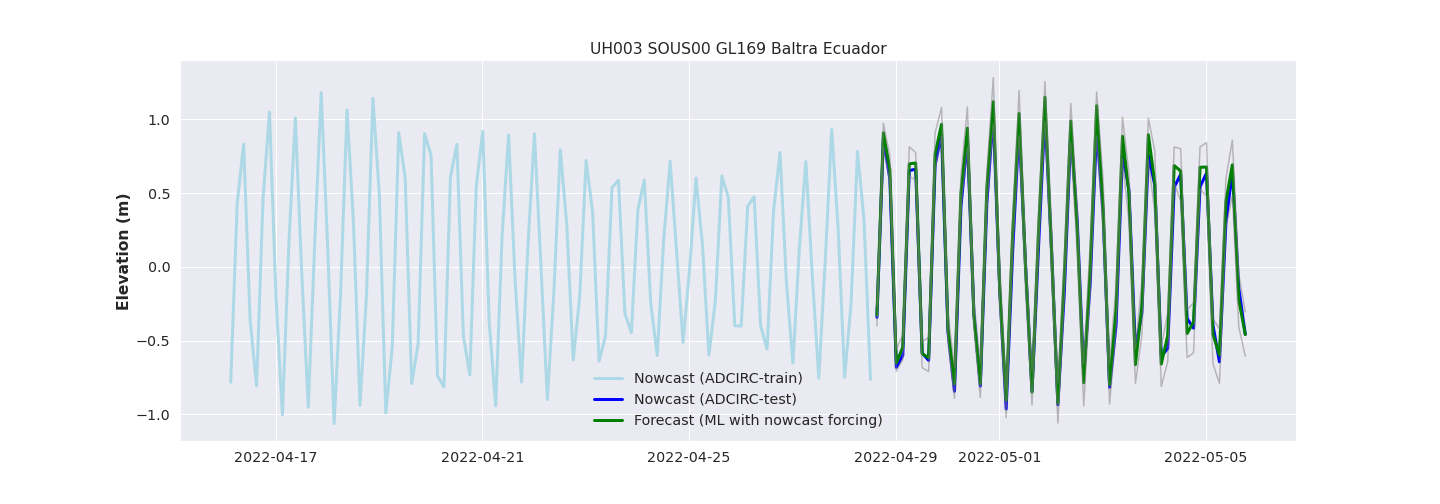 UH003 SOUS00 GL169 Baltra Ecuador
Elevation (m)
1.0
0.5
0.0
−0.5
−1.0
Nowcast (ADCIRC-train)
Nowcast (ADCIRC-test)
Forecast (ML with nowcast forcing)
2022-04-17 2022-04-21 2022-04-25 2022-04-29 2022-05-01 2022-05-05